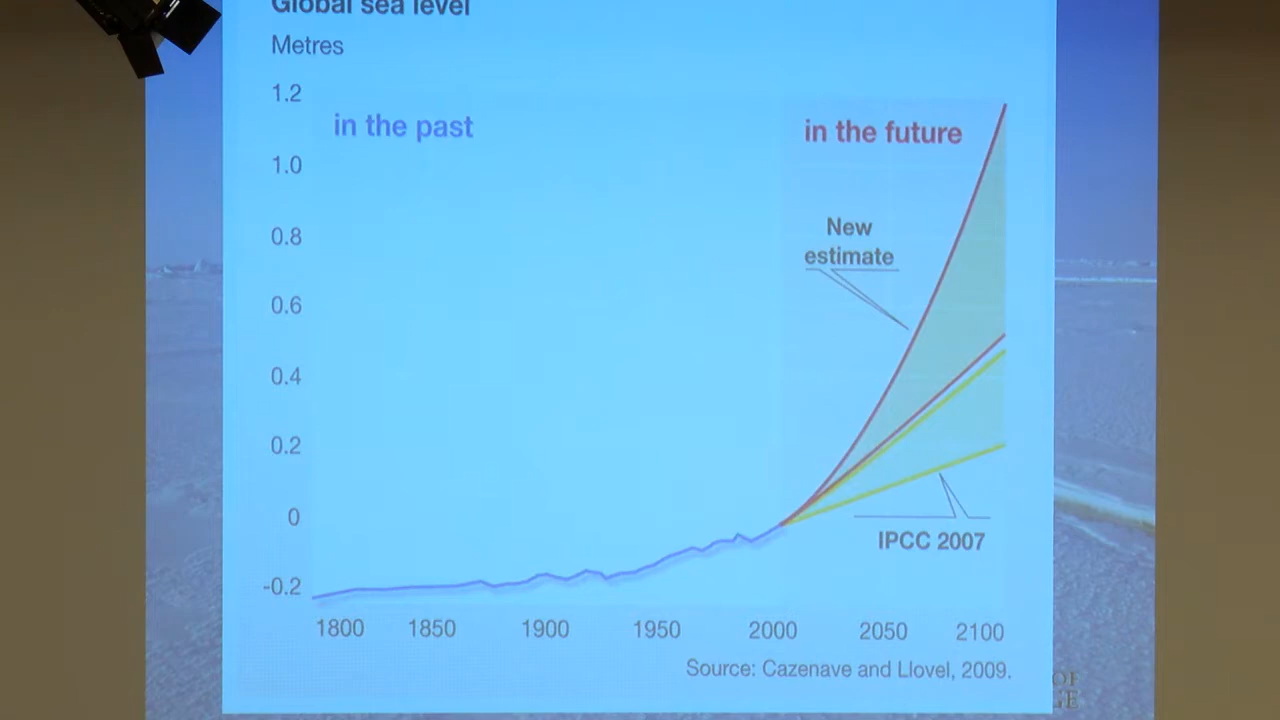 Global sea level
Metres
1.2
in the past
in the future
1.0
New
estimate
0.8
0.6
0.4
0.2
0
IPCC 2007
-0.2
1800 1850 1900 1950 2000 2050 2100
Source: Cazenave and Llovel, 2009.
OF